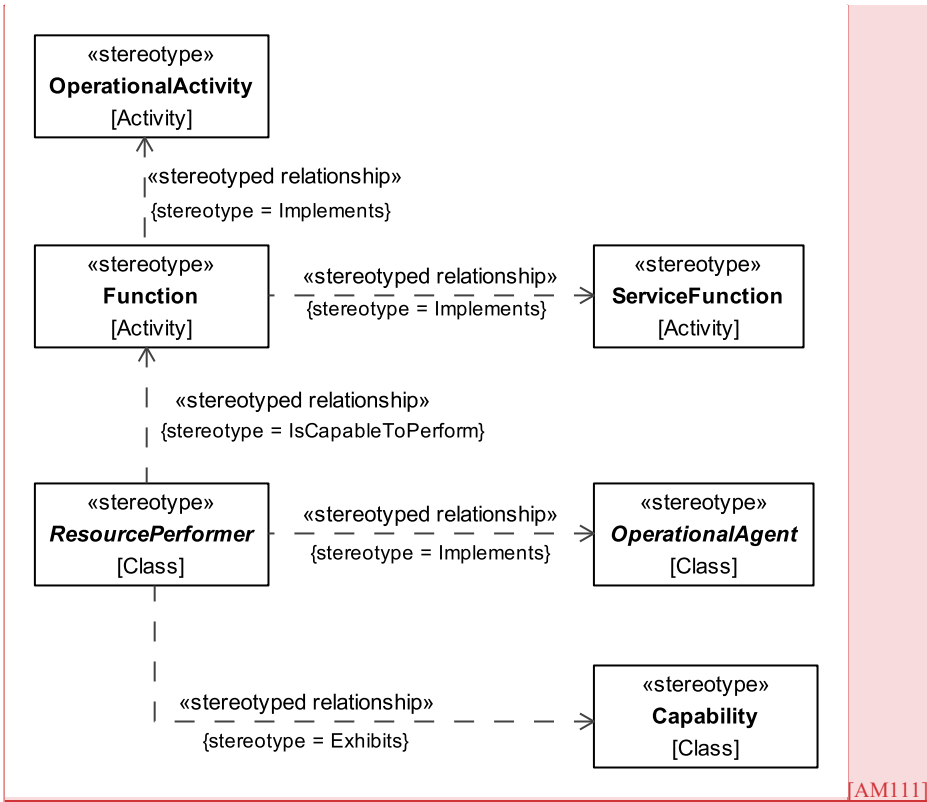 «stereotype»
OperationalActivity
[Activity]
«stereotyped relationship»
{stereotype = Implements}
«stereotype»
Function
[Activity]
«stereotyped relationship»
{stereotype = Implements}
«stereotype»
ServiceFunction
[Activity]
«stereotyped relationship»
{stereotype = IsCapableToPerform}
«stereotype»
ResourcePerformer
[Class]
«stereotyped relationship»
{stereotype = Implements}
«stereotype»
OperationalAgent
[Class]
«stereotyped relationship»
{stereotype = Exhibits}
«stereotype»
Capability
[Class]
[AM111]